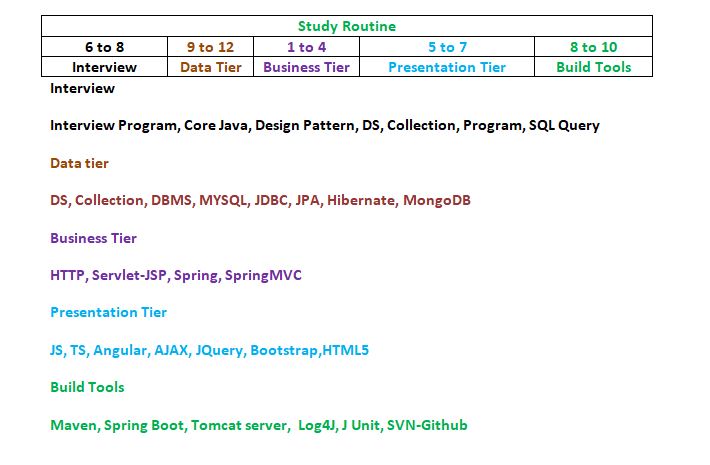 Study Routine
6 to 8 9 to 12 1 to 4 5 to 7 8 to 10
Interview Data Tier Business Tier Presentation Tier Build Tools
Interview
Interview Program, Core Java, Design Pattern, DS, Collection, Program, SQL Query
Data tier
DS, Collection, DBMS, MYSQL, JDBC, JPA, Hibernate, MongoDB
Business Tier
HTTP, Servlet-JSP, Spring, SpringMVC
Presentation Tier
JS, TS, Angular, AJAX, JQuery, Bootstrap,HTML5
Build Tools
Maven, Spring Boot, Tomcat server,  Log4J, J Unit, SVN-Github